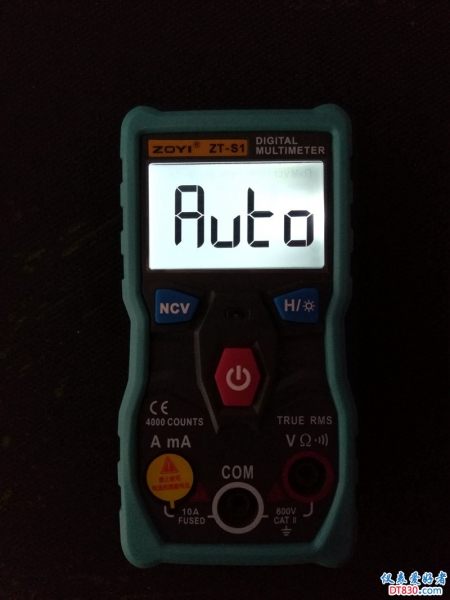 ZOYI® ZT-S1
DIGITAL
MULTIMETER
Auto
NCV
H/☼
CE
4000 COUNTS
TRUE RMS
A mA
V Ω •)))
COM
10A
FUSED
600V
CAT II
仪表爱好者
DT830.com